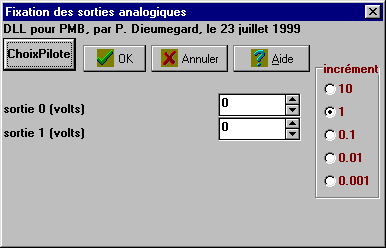 Fixation des sorties analogiques
DLL pour PMB, par P. Dieumegard, le 23 juillet 1999
ChoixPilote
OK
Annuler
Aide
incrément
10
1
0.1
0.01
0.001
sortie 0 (volts)
0
sortie 1 (volts)
0